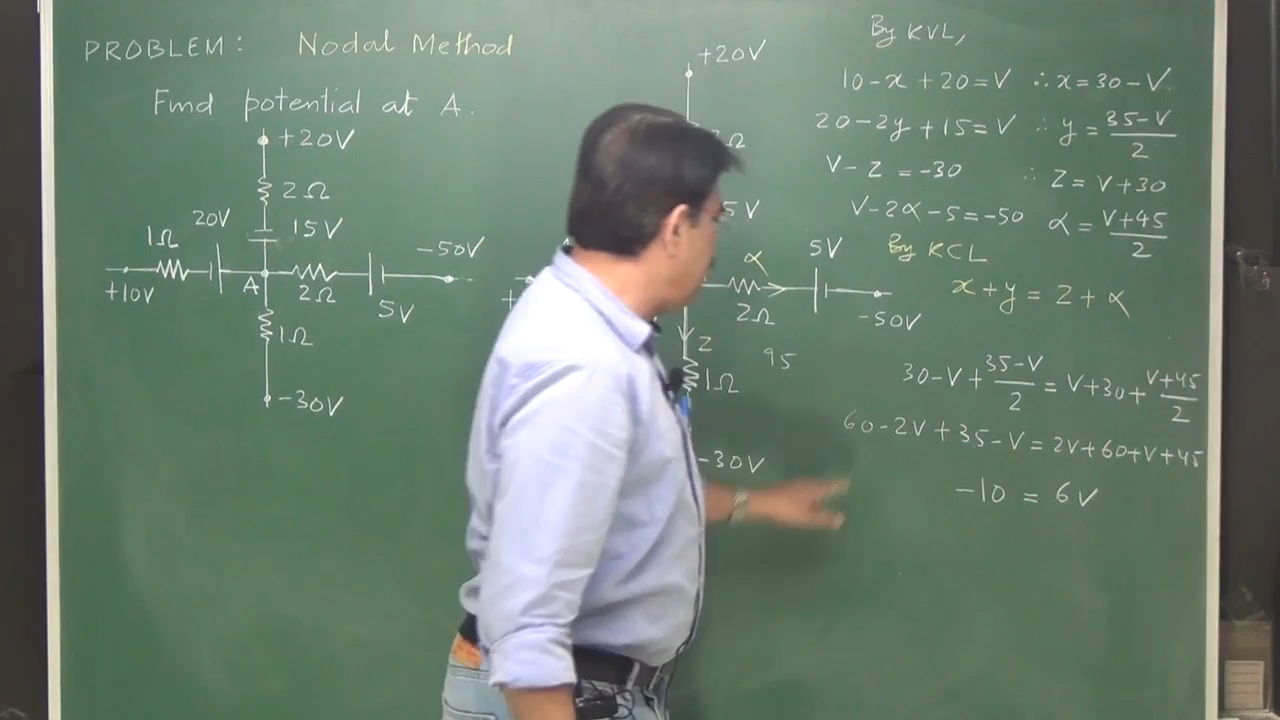 PROBLEM: Nodal Method
Find potential at A.
+20V
2Ω
15V
20V
1Ω
+10V
A
2Ω
5V
-50V
1Ω
-30V
+20V
Ω
5V
α
2Ω
5V
-50V
z
1Ω
95
-30V
By KVL,
10-x+20=V ∴x=30-V
20-2y+15=V ∴y=35-V/2
V-z=-30 ∴z=V+30
V-2α-5=-50 α=V+45/2
By KCL
x+y=z+α
30-V+35-V/2=V+30+V+45/2
60-2V+35-V=2V+60+V+45
-10=6V